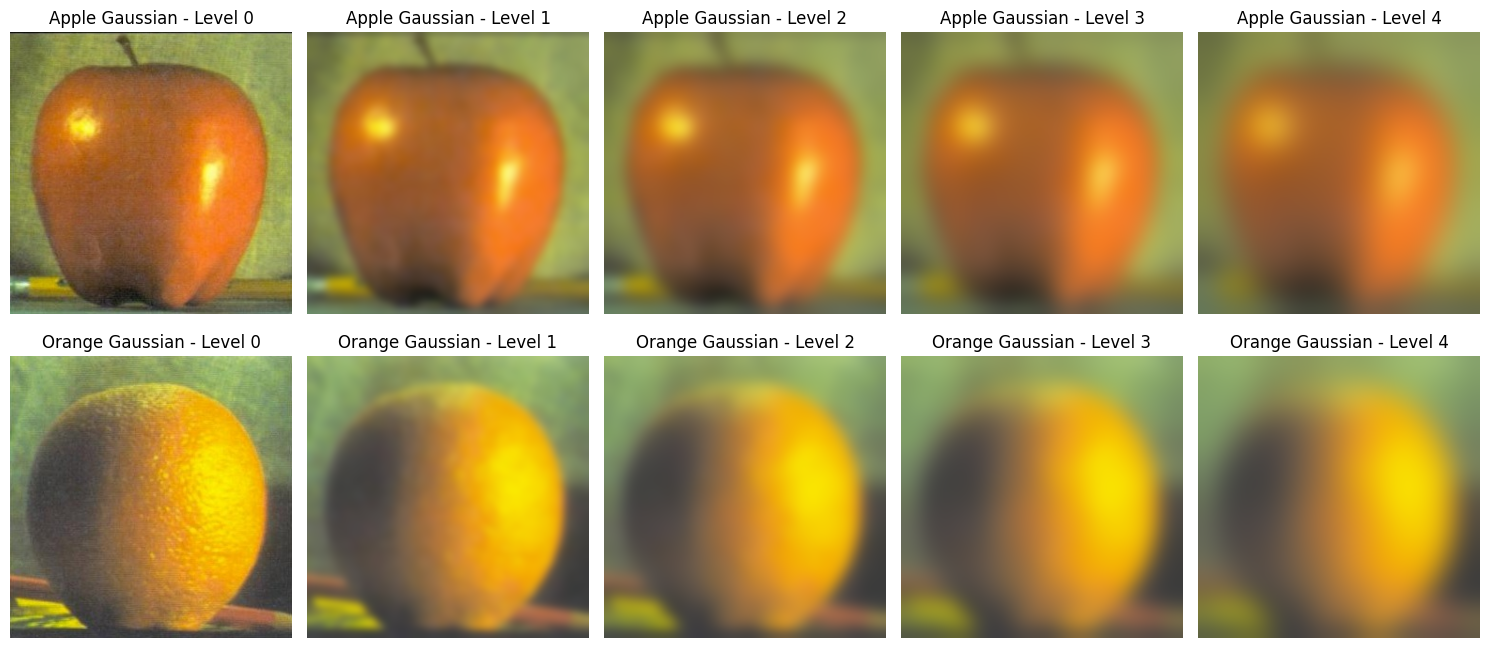 Apple Gaussian - Level 0
Apple Gaussian - Level 1
Apple Gaussian - Level 2
Apple Gaussian - Level 3
Apple Gaussian - Level 4
Orange Gaussian - Level 0
Orange Gaussian - Level 1
Orange Gaussian - Level 2
Orange Gaussian - Level 3
Orange Gaussian - Level 4